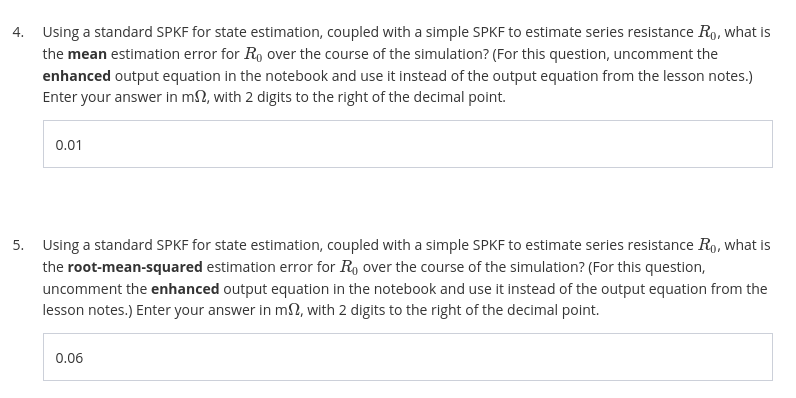 4. Using a standard SPKF for state estimation, coupled with a simple SPKF to estimate series resistance R₀, what is
the mean estimation error for R₀ over the course of the simulation? (For this question, uncomment the
enhanced output equation in the notebook and use it instead of the output equation from the lesson notes.)
Enter your answer in mΩ, with 2 digits to the right of the decimal point.
0.01
5. Using a standard SPKF for state estimation, coupled with a simple SPKF to estimate series resistance R₀, what is
the root-mean-squared estimation error for R₀ over the course of the simulation? (For this question,
uncomment the enhanced output equation in the notebook and use it instead of the output equation from the
lesson notes.) Enter your answer in mΩ, with 2 digits to the right of the decimal point.
0.06